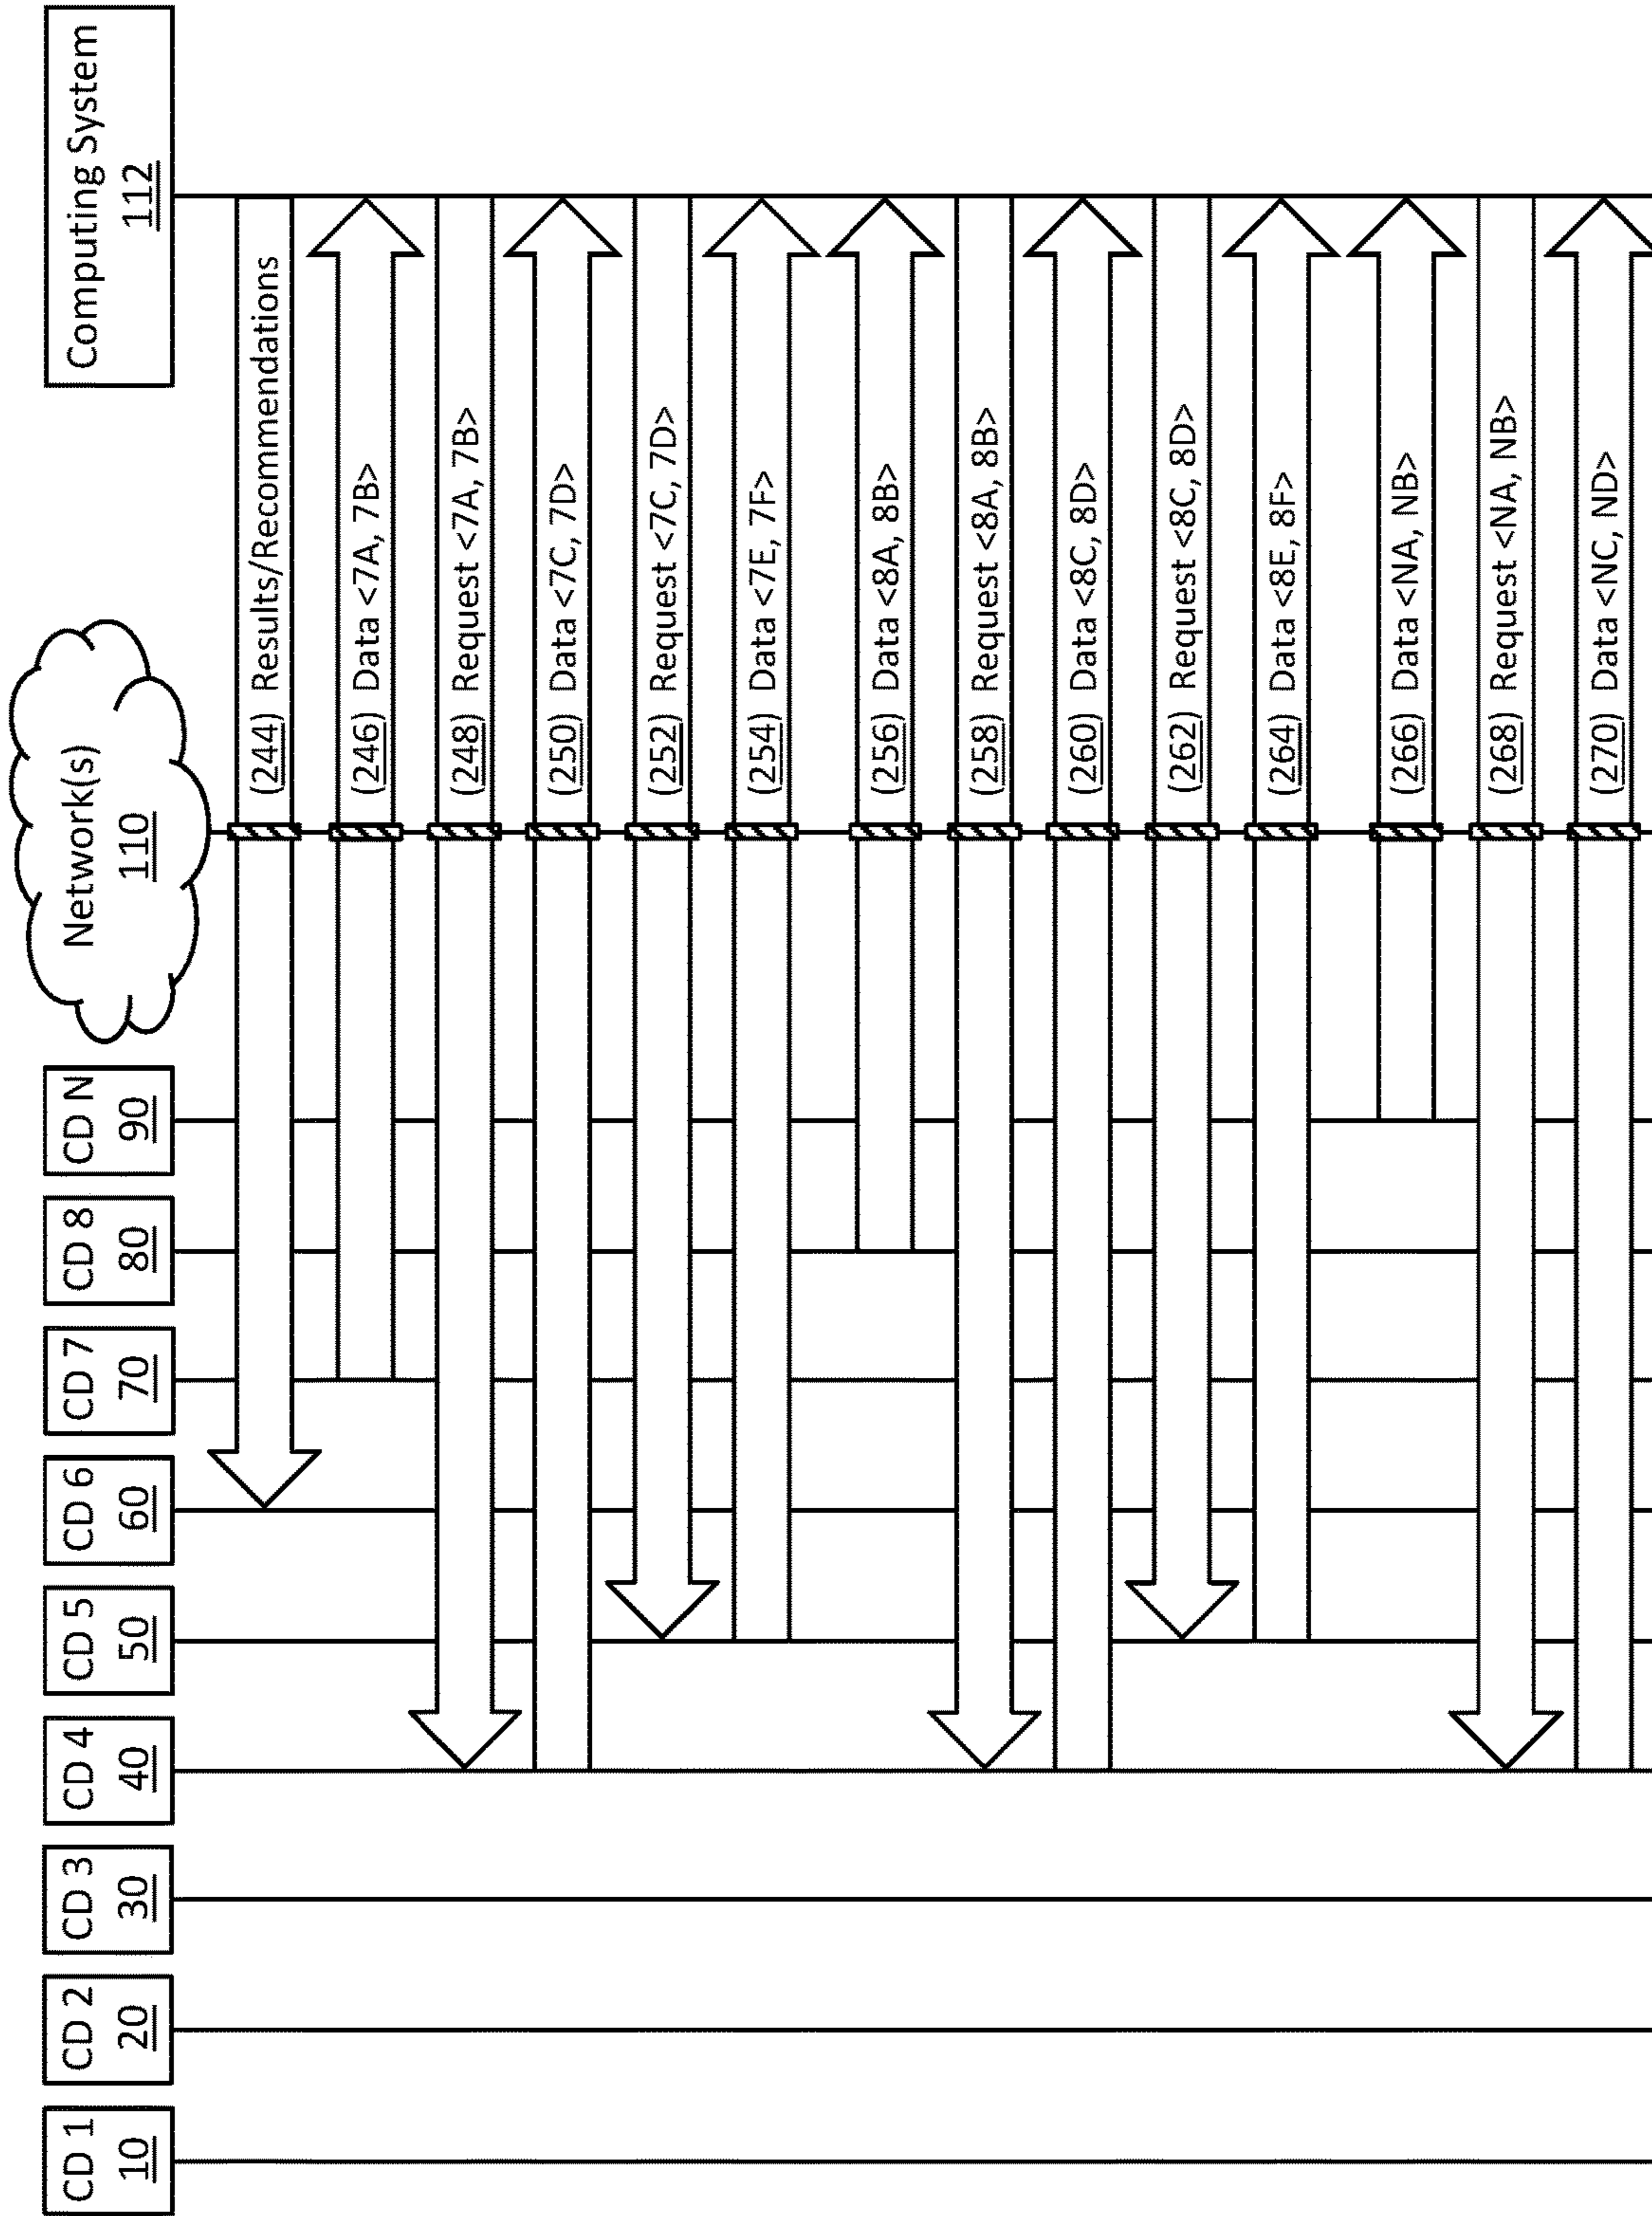 CD 1
10
CD 2
20
CD 3
30
CD 4
40
CD 5
50
CD 6
60
CD 7
70
CD 8
80
CD N
90
Network(s)
110
Computing System
112
(244) Results/Recommendations
(246) Data <7A, 7B>
(248) Request <7A, 7B>
(250) Data <7C, 7D>
(252) Request <7C, 7D>
(254) Data <7E, 7F>
(256) Data <8A, 8B>
(258) Request <8A, 8B>
(260) Data <8C, 8D>
(262) Request <8C, 8D>
(264) Data <8E, 8F>
(266) Data <NA, NB>
(268) Request <NA, NB>
(270) Data <NC, ND>